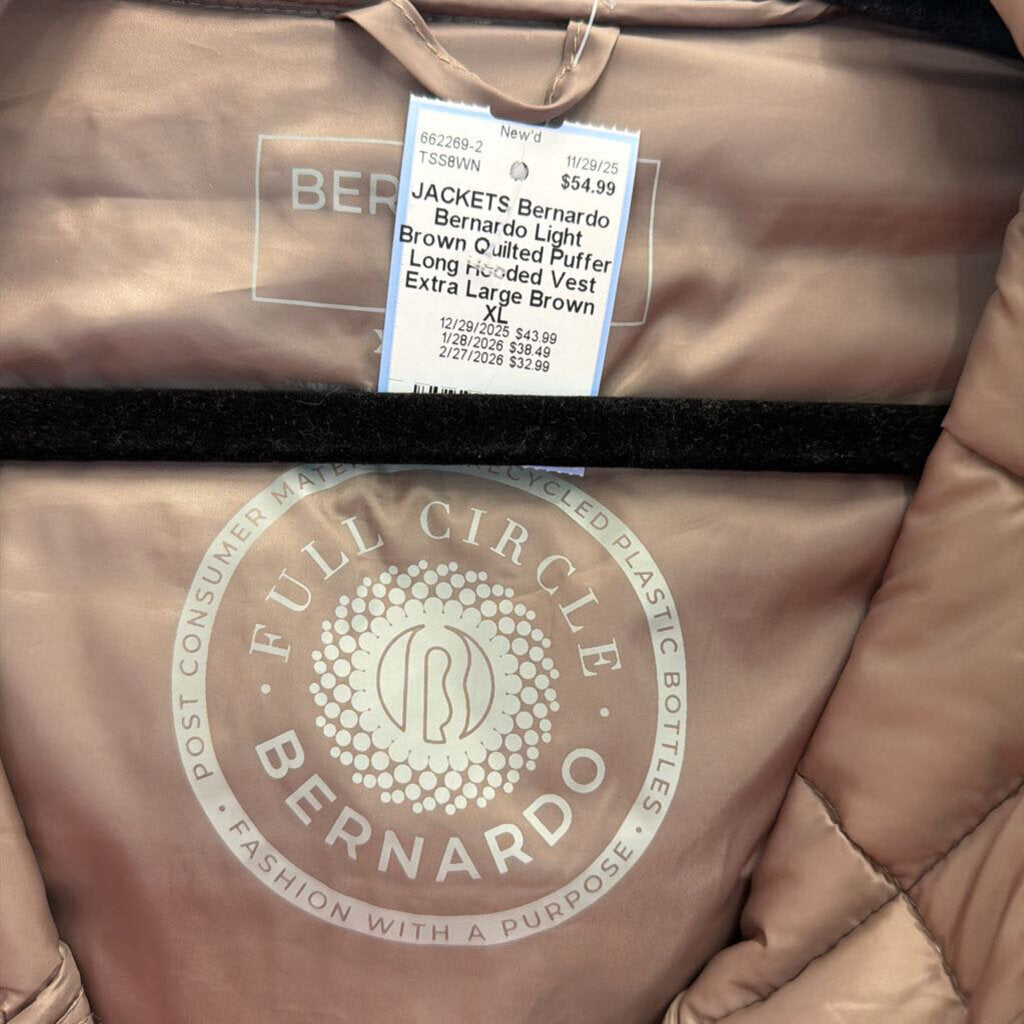 New'd
662269-2 11/29/25
TSS8WN $54.99
JACKETS Bernardo
Bernardo Light
Brown Quilted Puffer
Long Hooded Vest
Extra Large Brown
XL
12/29/2025 $43.99
1/28/2026 $38.49
2/27/2026 $32.99
BER
POST CONSUMER RECYCLED PLASTIC BOTTLES
FULL CIRCLE
BERNARDO
FASHION WITH A PURPOSE